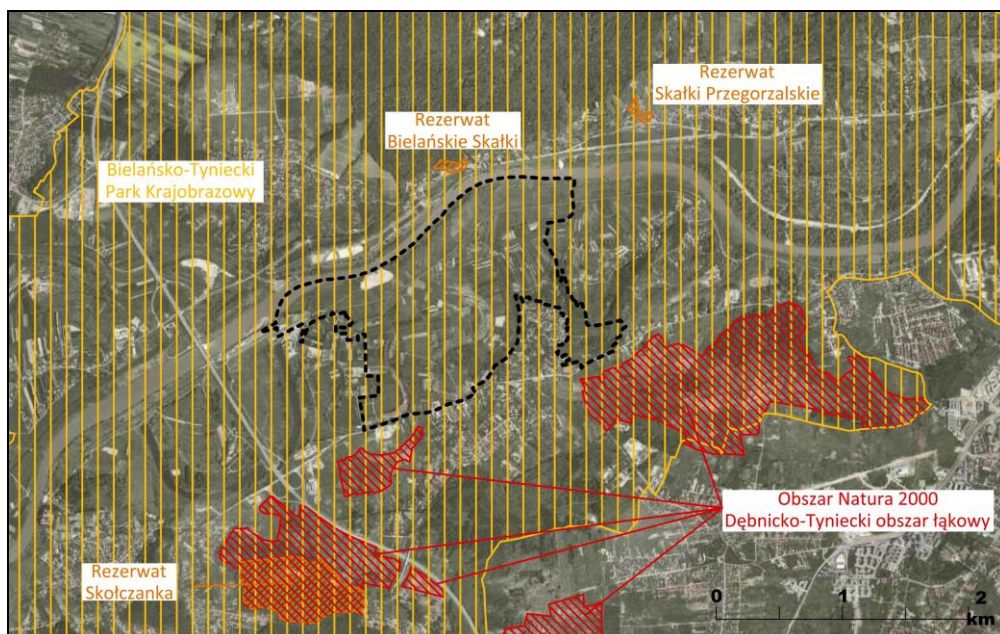 Rezerwat
Skałki Przegorzalskie
Rezerwat
Bielańskie Skałki
Bielańsko-Tyniecki
Park Krajobrazowy
Obszar Natura 2000
Dębnicko-Tyniecki obszar łąkowy
Rezerwat
Skołczanka
0 1 2
km